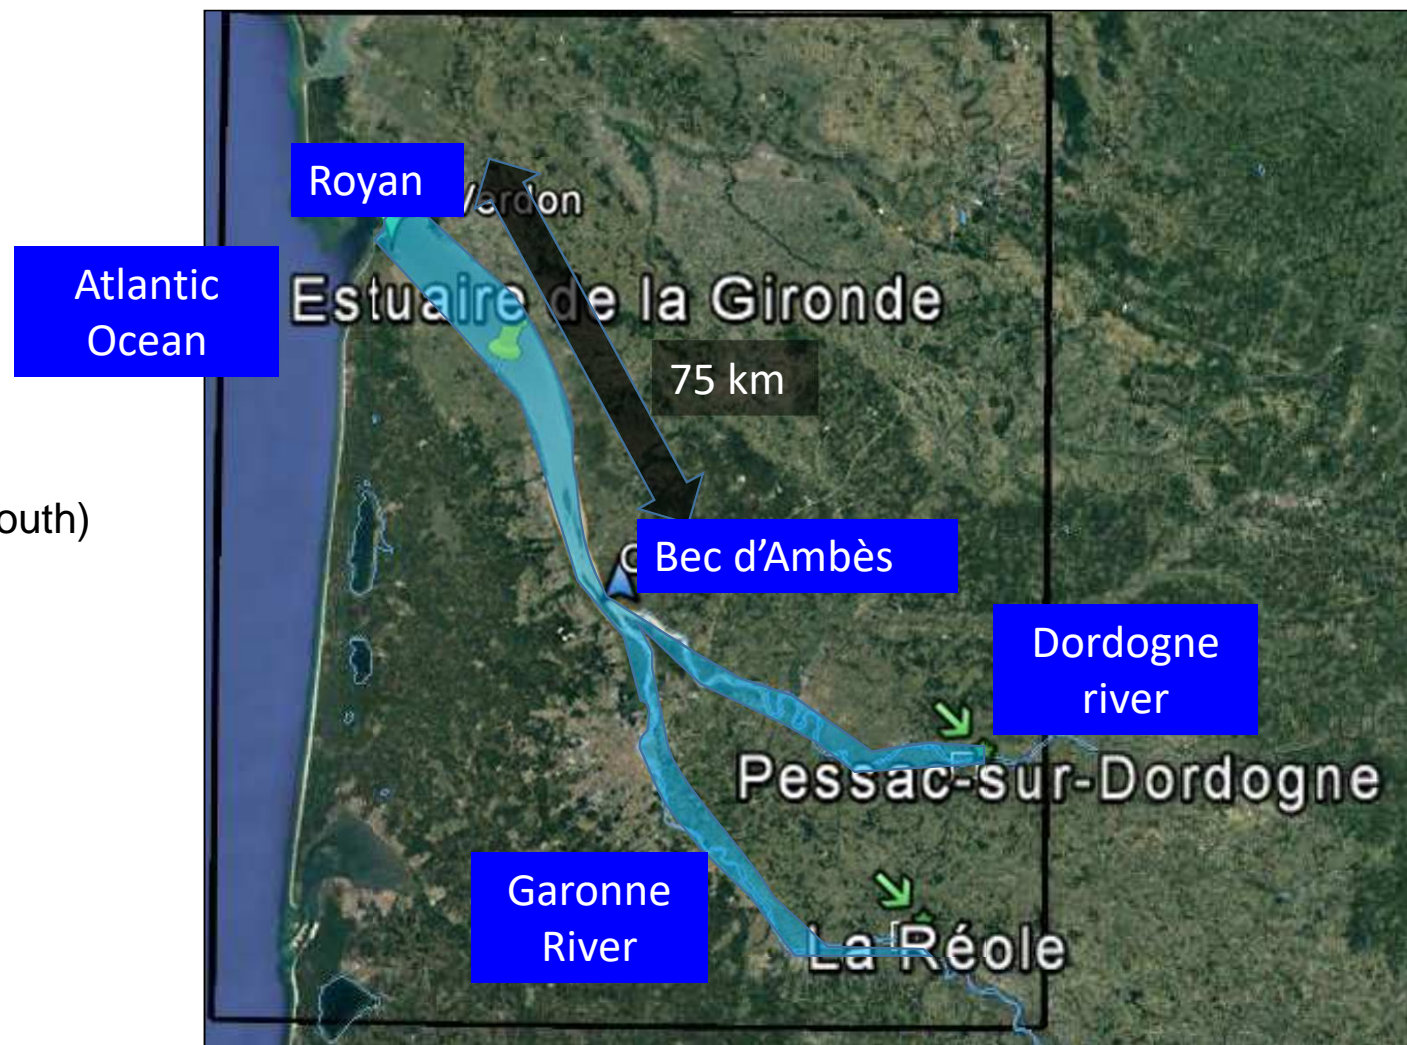 Royan
Verdon
Atlantic
Ocean
Estuaire de la Gironde
75 km
outh)
Bec d’Ambès
Dordogne
river
Pessac-sur-Dordogne
Garonne
River
La Réole